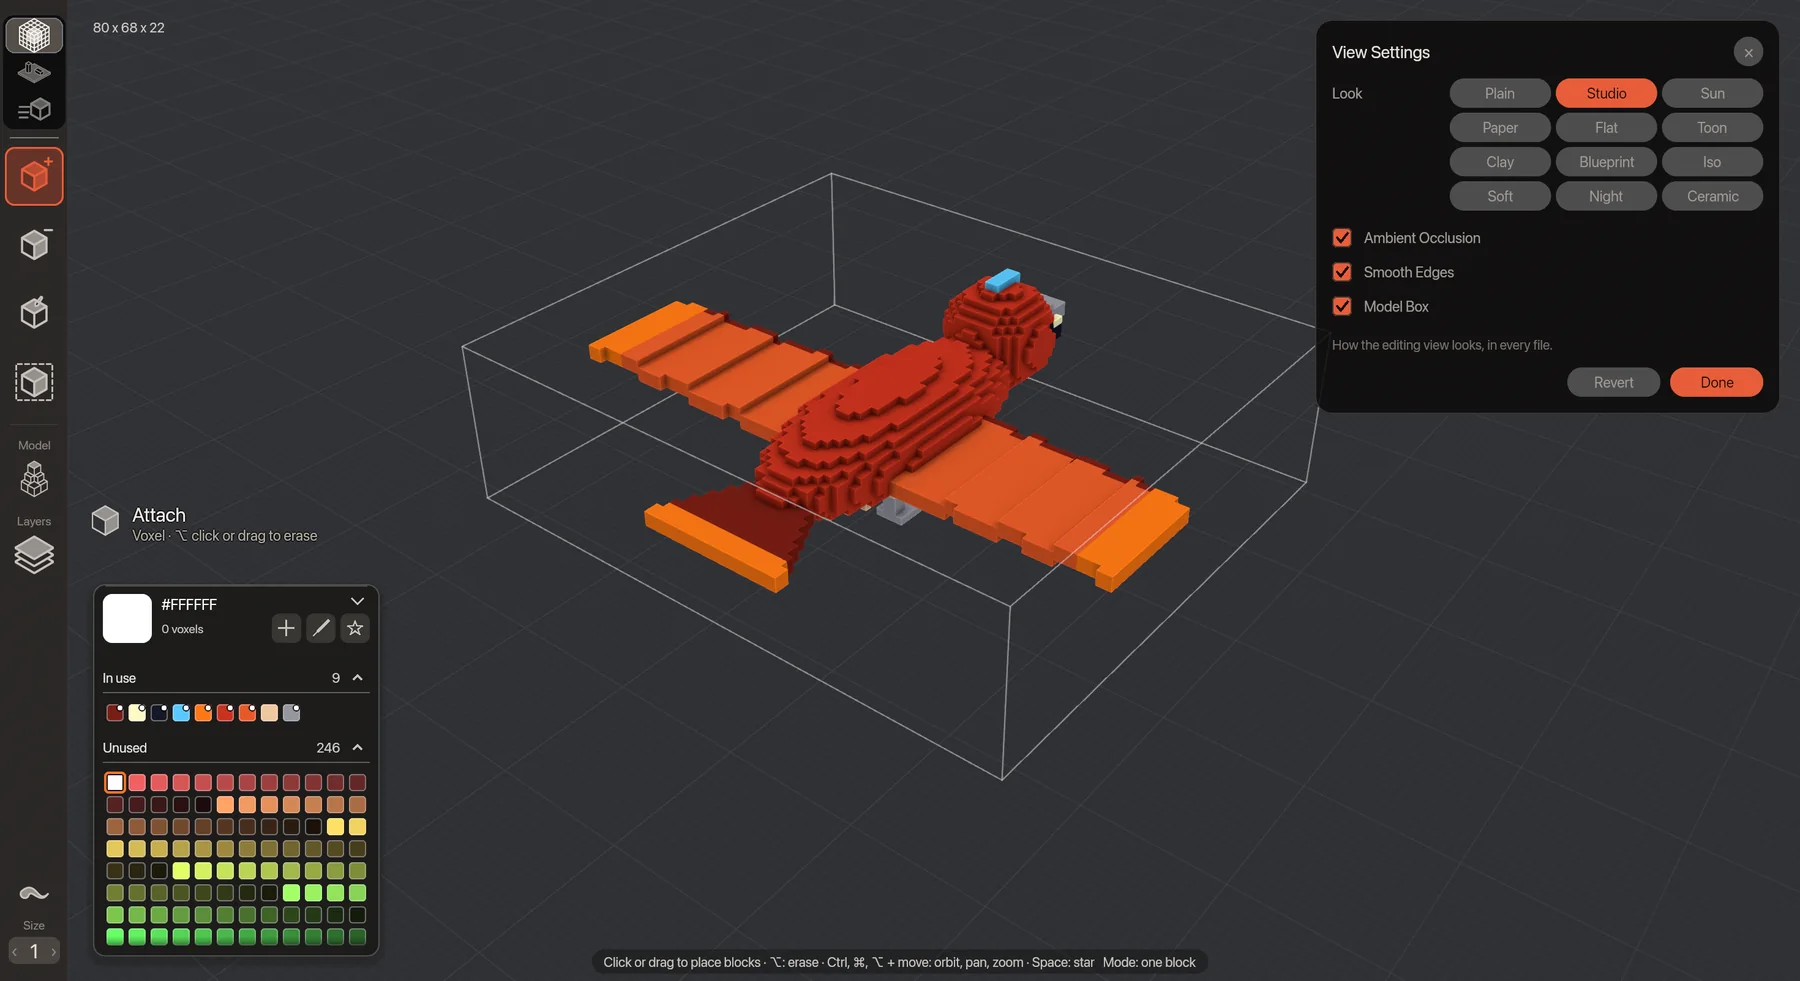 80 x 68 x 22
View Settings
Look
Plain
Studio
Sun
Paper
Flat
Toon
Clay
Blueprint
Iso
Soft
Night
Ceramic
Ambient Occlusion
Smooth Edges
Model Box
How the editing view looks, in every file.
Revert
Done
Model
Layers
Attach
Voxel · ⌥ click or drag to erase
#FFFFFF
0 voxels
In use 9
Unused 246
Size
1
Click or drag to place blocks · ⌥: erase · Ctrl, ⌘, ⌥ + move: orbit, pan, zoom · Space: star Mode: one block